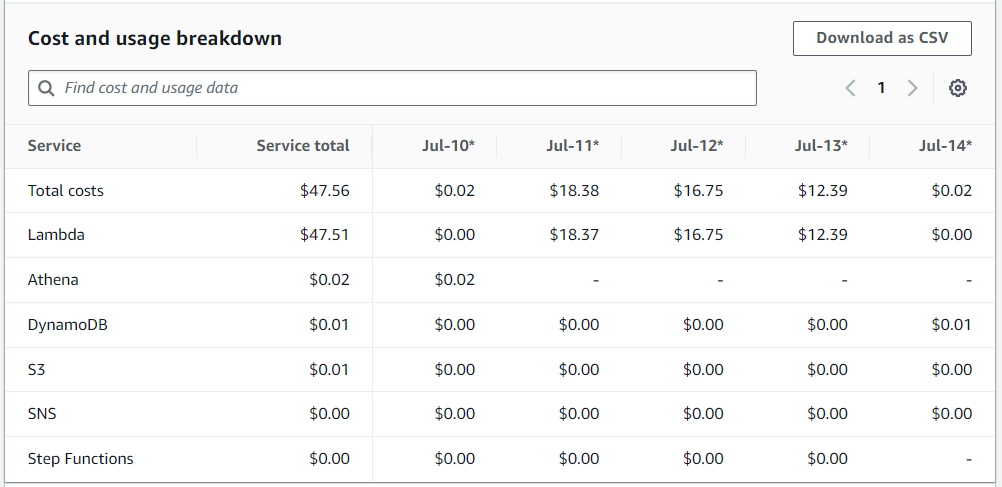 Cost and usage breakdown
Download as CSV
Find cost and usage data
1
Service Service total Jul-10* Jul-11* Jul-12* Jul-13* Jul-14*
Total costs $47.56 $0.02 $18.38 $16.75 $12.39 $0.02
Lambda $47.51 $0.00 $18.37 $16.75 $12.39 $0.00
Athena $0.02 $0.02 - - - -
DynamoDB $0.01 $0.00 $0.00 $0.00 $0.00 $0.01
S3 $0.01 $0.00 $0.00 $0.00 $0.00 $0.00
SNS $0.00 $0.00 $0.00 $0.00 $0.00 $0.00
Step Functions $0.00 $0.00 $0.00 $0.00 $0.00 -